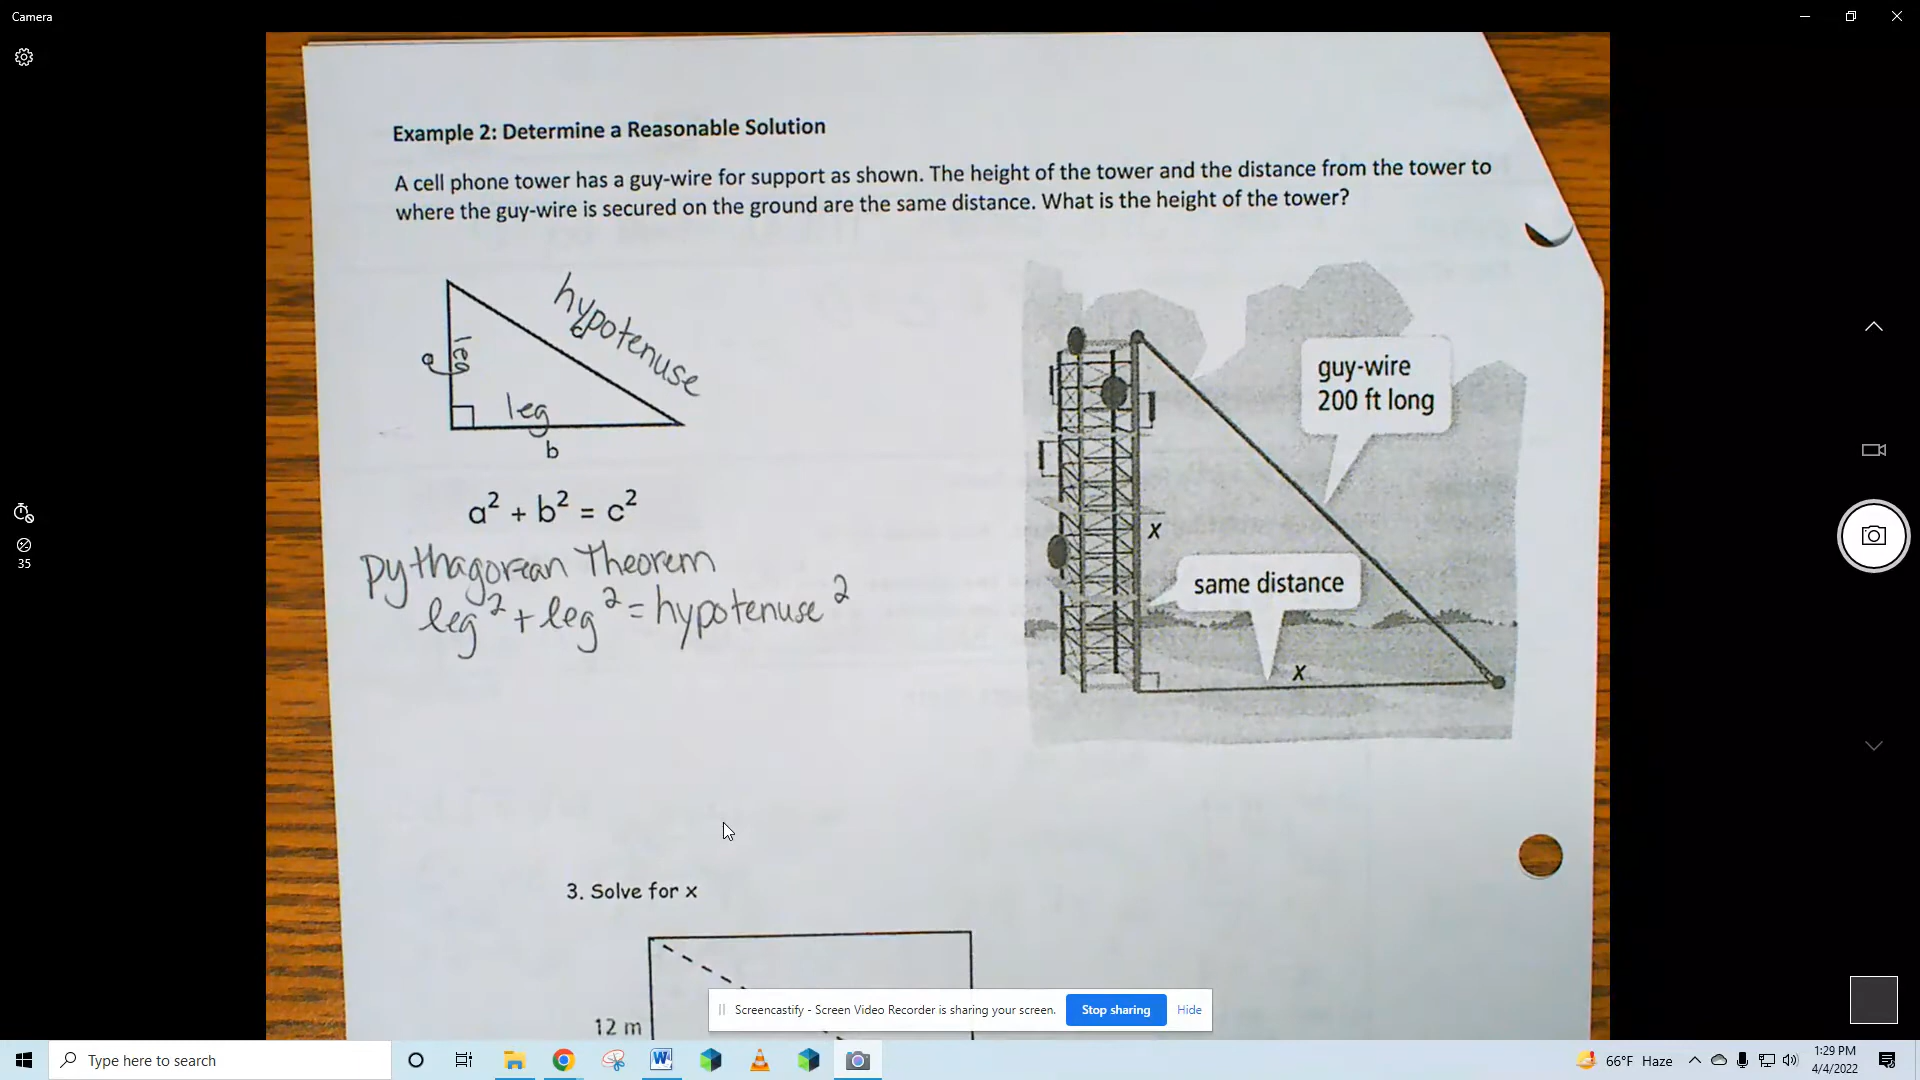 Camera
Example 2: Determine a Reasonable Solution
A cell phone tower has a guy-wire for support as shown. The height of the tower and the distance from the tower to
where the guy-wire is secured on the ground are the same distance. What is the height of the tower?
hypotenuse
c
a
leg
leg
b
a² + b² = c²
pythagorean Theorem
leg² + leg² = hypotenuse²
guy-wire
200 ft long
x
same distance
x
3. Solve for x
12 m
35
Screencastify - Screen Video Recorder is sharing your screen.
Stop sharing
Hide
Type here to search
66°F Haze
1:29 PM
4/4/2022